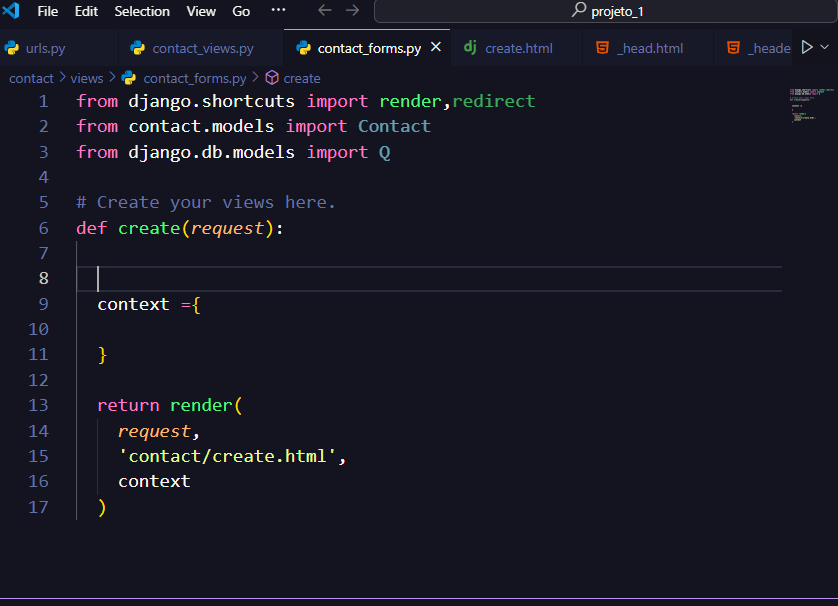 File Edit Selection View Go ··· projeto_1
urls.py contact_views.py contact_forms.py create.html _head.html _heade
contact > views > contact_forms.py > create
1 from django.shortcuts import render,redirect
2 from contact.models import Contact
3 from django.db.models import Q
4
5 # Create your views here.
6 def create(request):
7
8
9 context ={
10
11 }
12
13 return render(
14 request,
15 'contact/create.html',
16 context
17 )